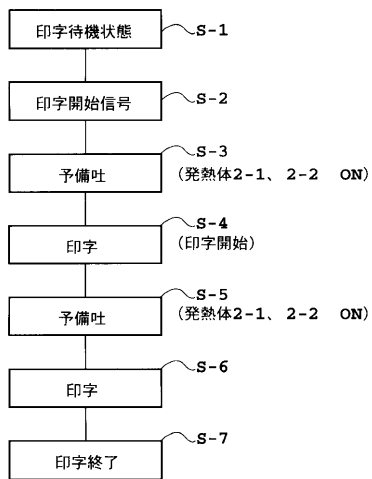 印字待機状態 S-1
印字開始信号 S-2
予備吐 S-3
(発熱体2-1、2-2 ON)
印字 S-4
(印字開始)
予備吐 S-5
(発熱体2-1、2-2 ON)
印字 S-6
印字終了 S-7